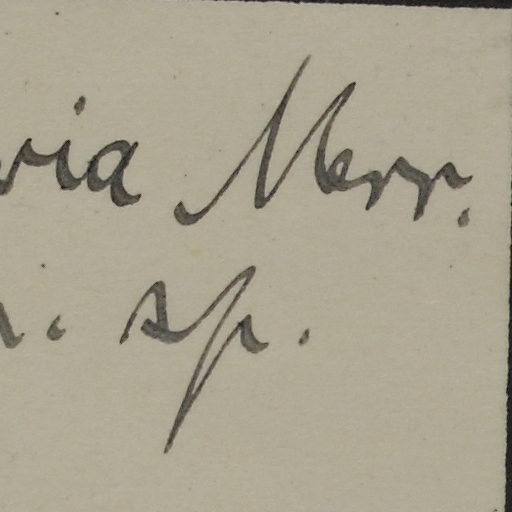 ria Merr.
n. sp.